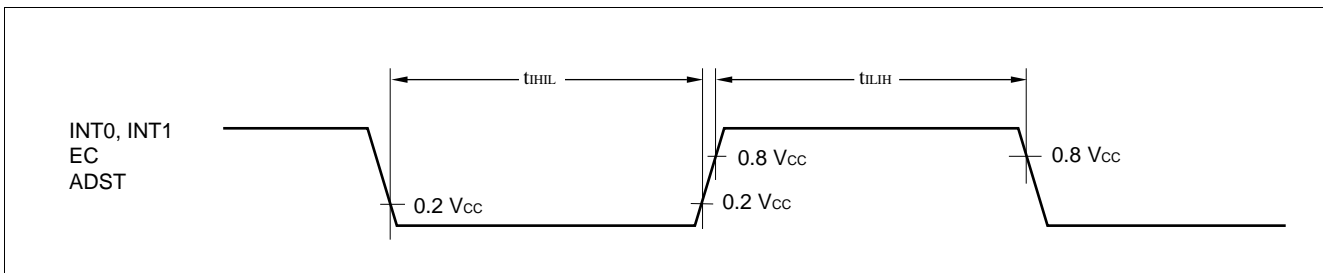 tIHIL
tILIH
INT0, INT1
EC
ADST
0.8 VCC
0.8 VCC
0.2 VCC
0.2 VCC